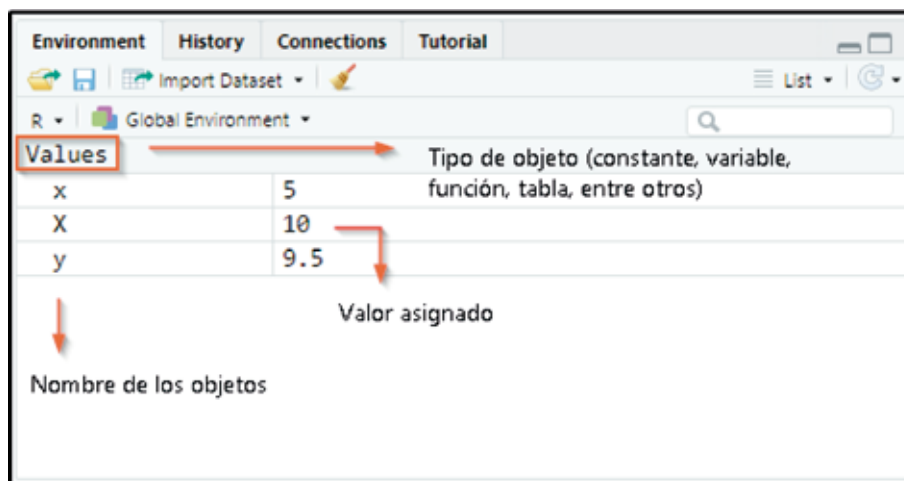 Environment History Connections Tutorial
Import Dataset List
R Global Environment
Values Tipo de objeto (constante, variable,
función, tabla, entre otros)
x 5
X 10
y 9.5
Valor asignado
Nombre de los objetos